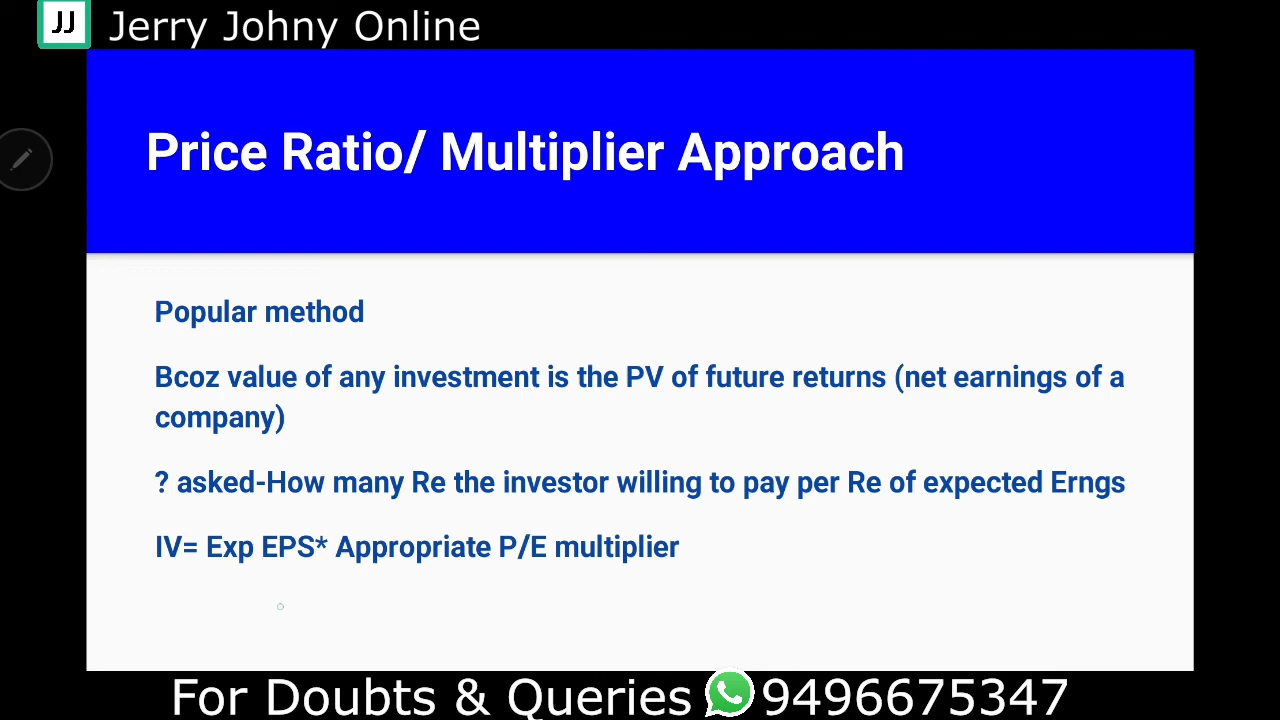 JJ Jerry Johny Online
Price Ratio/ Multiplier Approach
Popular method
Bcoz value of any investment is the PV of future returns (net earnings of a
company)
? asked-How many Re the investor willing to pay per Re of expected Erngs
IV= Exp EPS* Appropriate P/E multiplier
For Doubts & Queries 9496675347